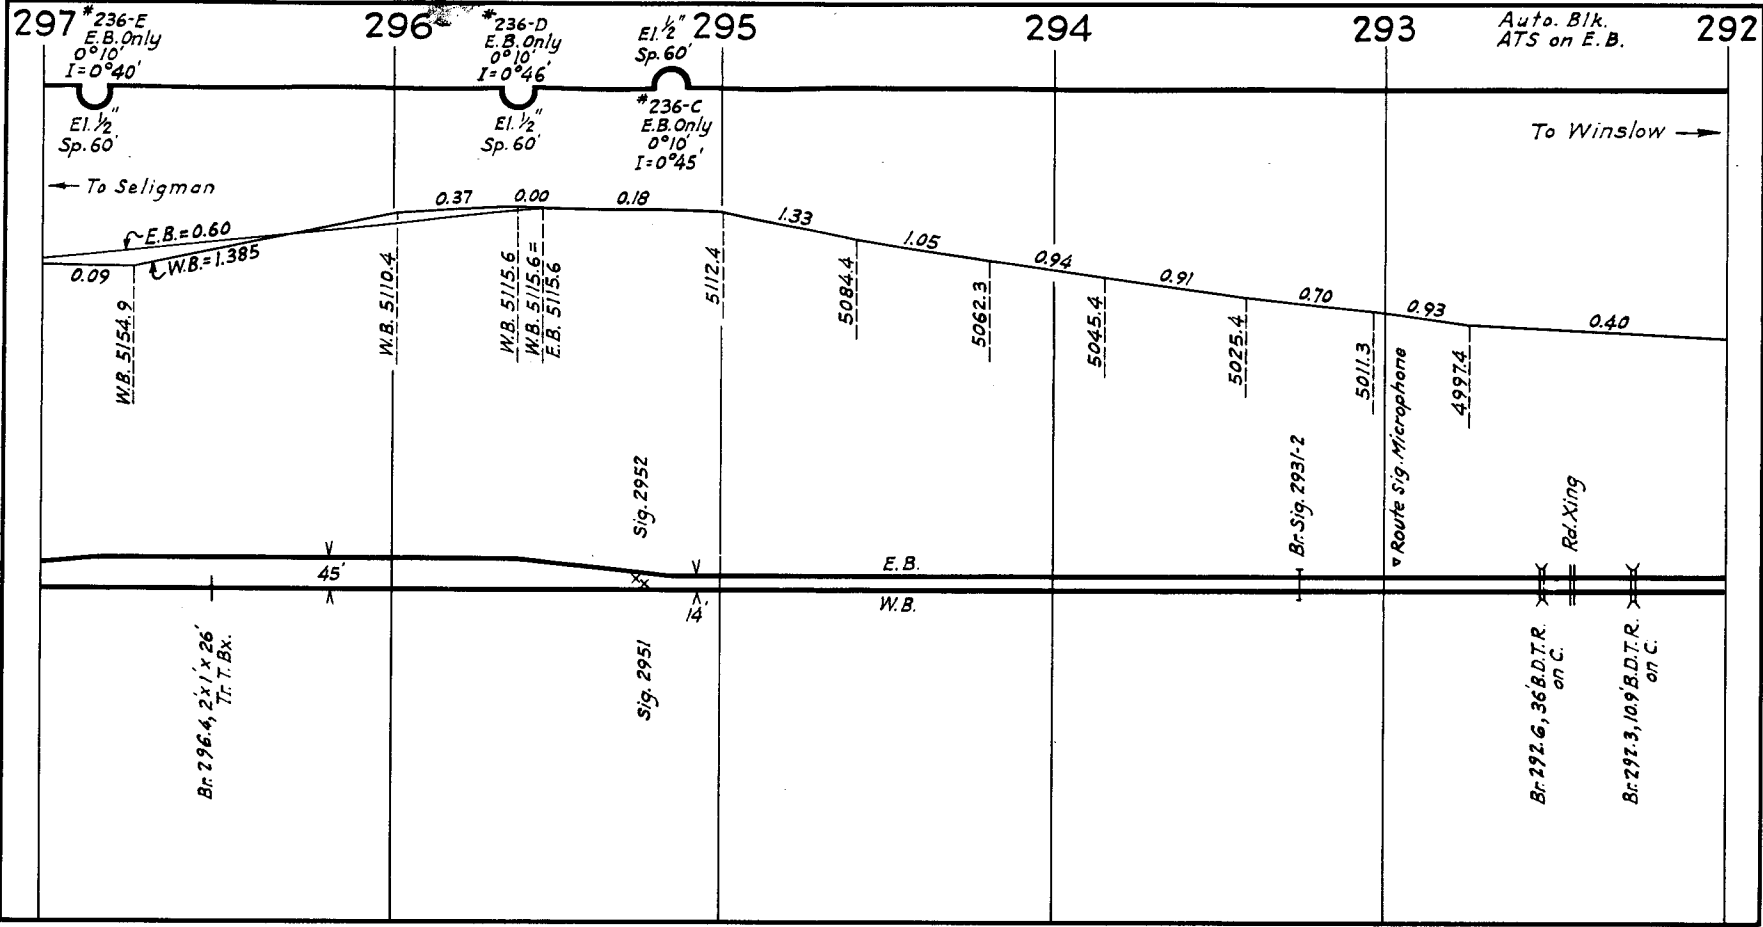 297
#236-E
E.B. Only
0°10'
I=0°40'
296
#236-D
E.B. Only
0°10'
I=0°46'
El. ½"
Sp. 60'
295
294
293
Auto. Blk.
ATS on E.B.
292
El. ½"
Sp. 60'
El. ½"
Sp. 60'
#236-C
E.B. Only
0°10'
I=0°45'
To Winslow
To Seligman
E.B.=0.60
W.B.=1.385
0.09
0.37
0.00
0.18
1.33
1.05
0.94
0.91
0.70
0.93
0.40
W.B. 5154.9
W.B. 5110.4
W.B. 5115.6
W.B. 5115.6=
E.B. 5115.6
5112.4
5084.4
5062.3
5045.4
5025.4
5011.3
4997.4
Sig. 2952
Br. Sig. 2931-2
Route Sig. Microphone
Rd. Xing
45'
E.B.
W.B.
14'
Br. 296.4, 2'x1'x26'
Tr. T. Bx.
Sig. 2951
Br. 292.6, 36' B.D.T.R.
on C.
Br. 292.3, 10.9' B.D.T.R.
on C.